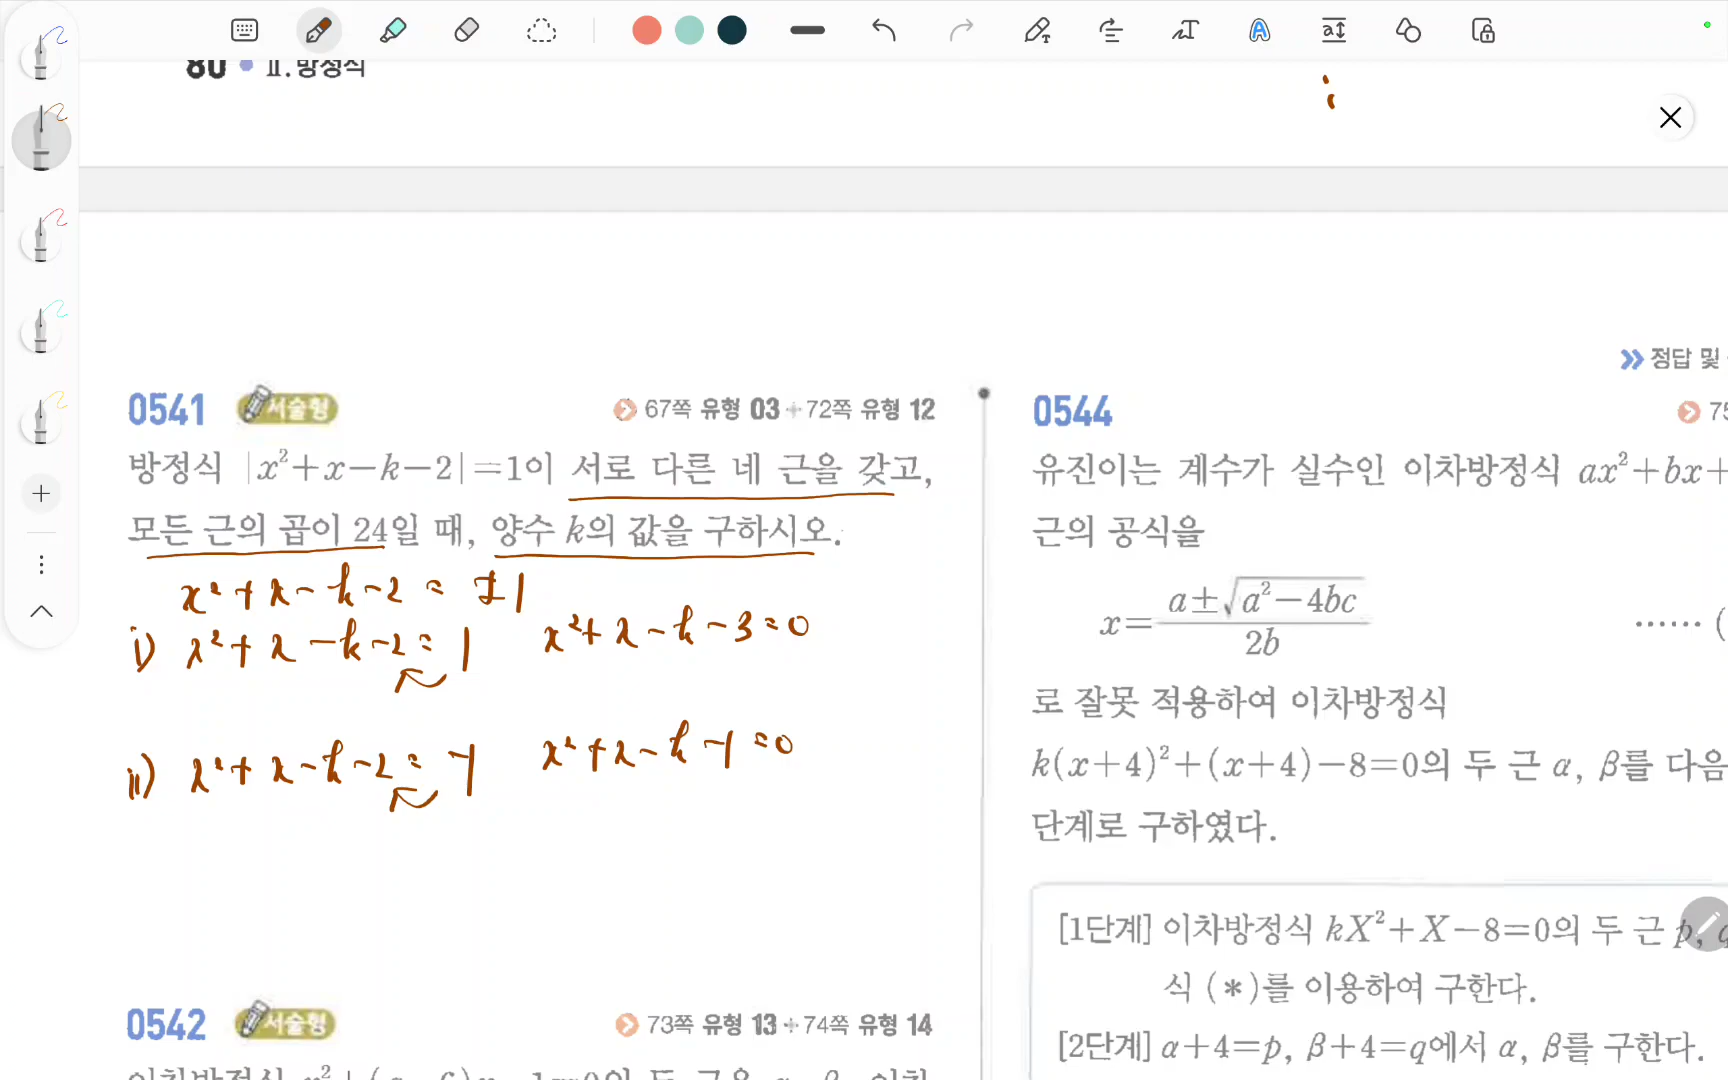 80 • Ⅱ. 방정식
정답 및
0541 서술형 67쪽 유형 03 + 72쪽 유형 12
방정식 |x²+x-k-2|=1이 서로 다른 네 근을 갖고,
모든 근의 곱이 24일 때, 양수 k의 값을 구하시오.
x²+x-k-2=±1
i) x²+x-k-2=1 x²+x-k-3=0
ii) x²+x-k-2=-1 x²+x-k-1=0
0542 서술형 73쪽 유형 13 + 74쪽 유형 14
0544 75
유진이는 계수가 실수인 이차방정식 ax²+bx+
근의 공식을
x=(a±√(a²-4bc))/2b ······ (
로 잘못 적용하여 이차방정식
k(x+4)²+(x+4)-8=0의 두 근 α, β를 다음
단계로 구하였다.
[1단계] 이차방정식 kX²+X-8=0의 두 근 p, q
식 (*)를 이용하여 구한다.
[2단계] α+4=p, β+4=q에서 α, β를 구한다.